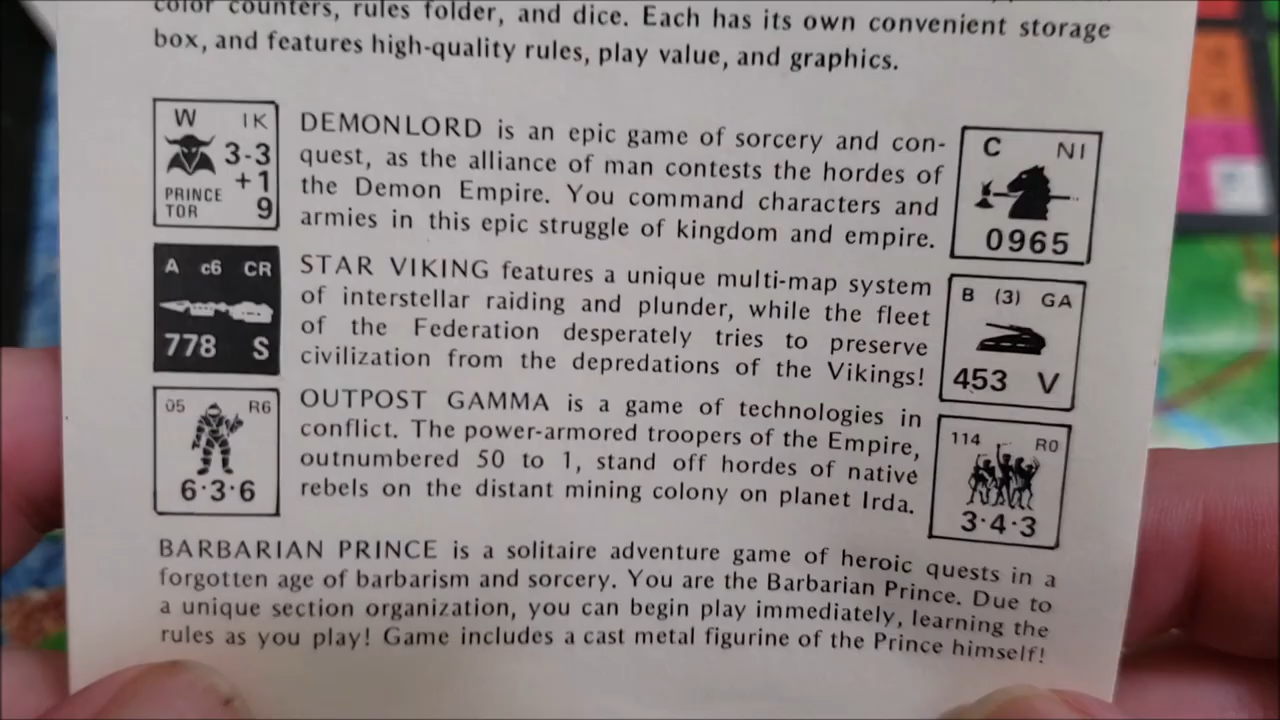 color counters, rules folder, and dice. Each has its own convenient storage
box, and features high-quality rules, play value, and graphics.
W IK
3-3
+1
PRINCE
TOR 9
DEMONLORD is an epic game of sorcery and con-
quest, as the alliance of man contests the hordes of
the Demon Empire. You command characters and
armies in this epic struggle of kingdom and empire.
C NI
0965
A c6 CR
778 S
STAR VIKING features a unique multi-map system
of interstellar raiding and plunder, while the fleet
of the Federation desperately tries to preserve
civilization from the depredations of the Vikings!
B (3) GA
453 V
05 R6
6·3·6
OUTPOST GAMMA is a game of technologies in
conflict. The power-armored troopers of the Empire,
outnumbered 50 to 1, stand off hordes of native
rebels on the distant mining colony on planet Irda.
114 R0
3·4·3
BARBARIAN PRINCE is a solitaire adventure game of heroic quests in a
forgotten age of barbarism and sorcery. You are the Barbarian Prince. Due to
a unique section organization, you can begin play immediately, learning the
rules as you play! Game includes a cast metal figurine of the Prince himself!